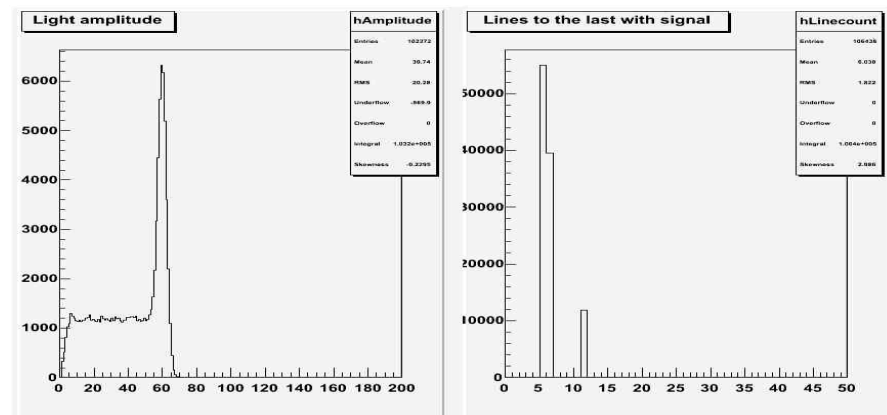 Light amplitude
hAmplitude
Entries 102272
Mean 38.74
RMS 20.28
Underflow -869.9
Overflow 0
Integral 1.032e+005
Skewness -0.2295
6000
5000
4000
3000
2000
1000
0
0 20 40 60 80 100 120 140 160 180 200
Lines to the last with signal
hLinecount
Entries 106438
Mean 6.038
RMS 1.822
Underflow 0
Overflow 0
Integral 1.064e+005
Skewness 2.986
50000
40000
30000
20000
10000
0
0 5 10 15 20 25 30 35 40 45 50